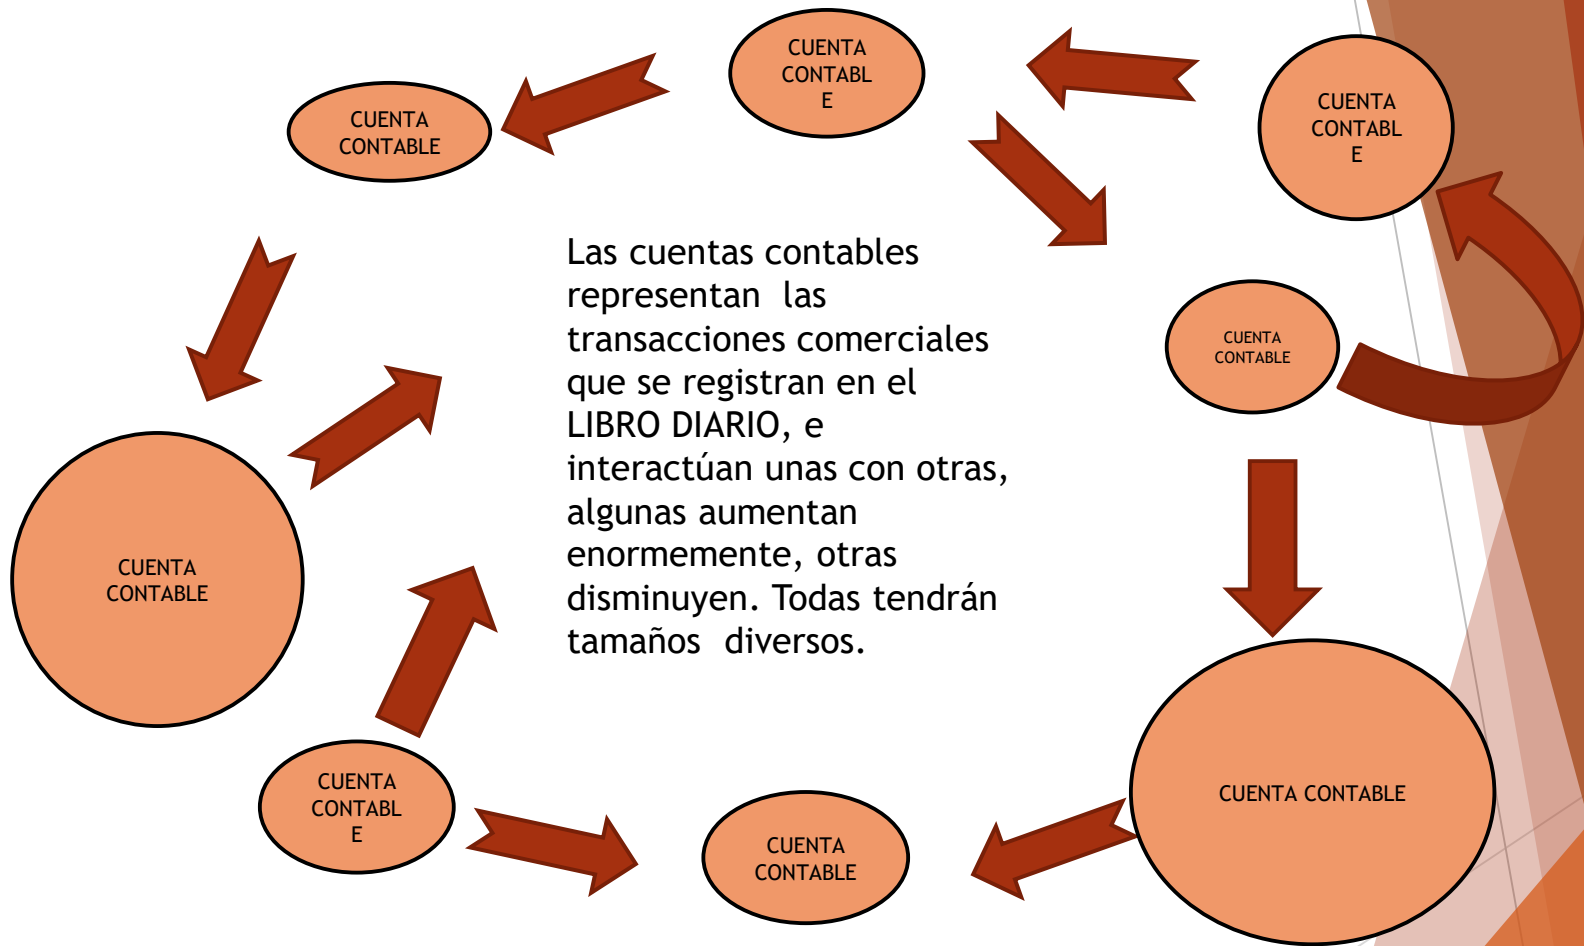 CUENTA
CONTABL
E
CUENTA
CONTABLE
CUENTA
CONTABL
E
Las cuentas contables
representan  las
transacciones comerciales
que se registran en el
LIBRO DIARIO, e
interactúan unas con otras,
algunas aumentan
enormemente, otras
disminuyen. Todas tendrán
tamaños  diversos.
CUENTA
CONTABLE
CUENTA
CONTABLE
CUENTA
CONTABL
E
CUENTA
CONTABLE
CUENTA CONTABLE